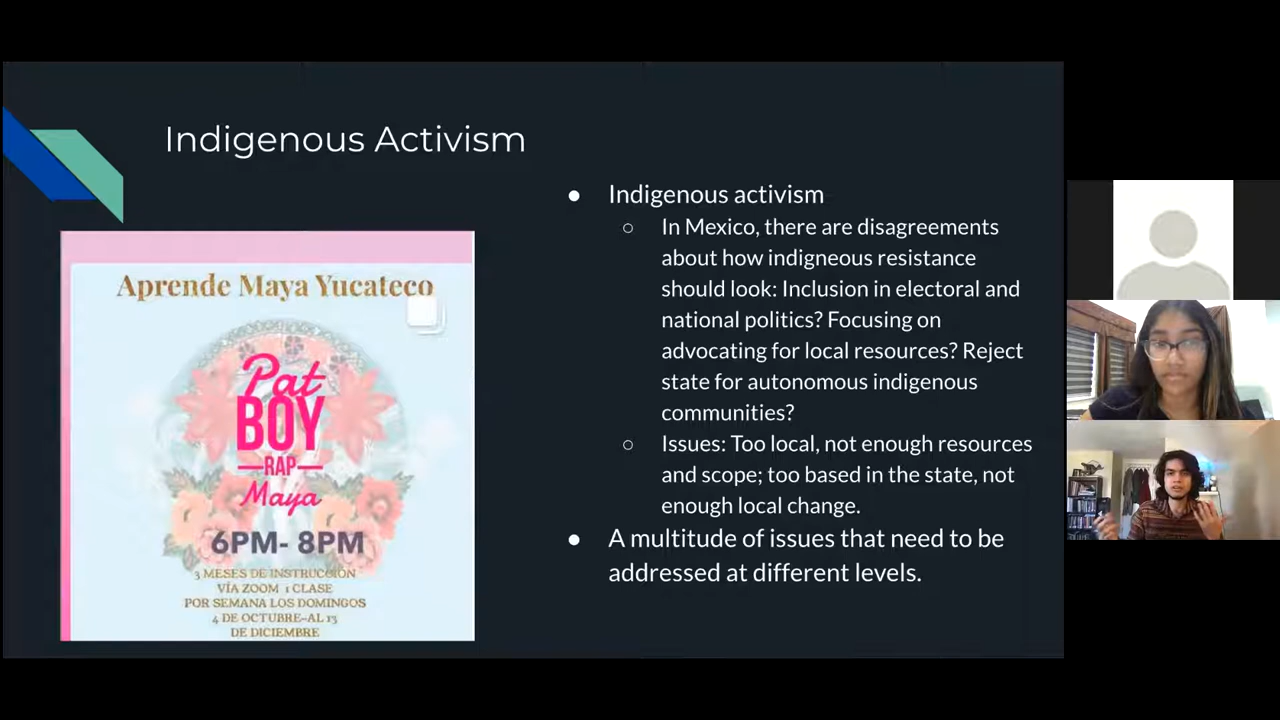 Indigenous Activism
Aprende Maya Yucateco
Pat
BOY
RAP
Maya
6PM- 8PM
3 MESES DE INSTRUCCIÓN
VÍA ZOOM 1 CLASE
POR SEMANA LOS DOMINGOS
4 DE OCTUBRE-AL 13
DE DICIEMBRE
● Indigenous activism
○ In Mexico, there are disagreements
about how indigneous resistance
should look: Inclusion in electoral and
national politics? Focusing on
advocating for local resources? Reject
state for autonomous indigenous
communities?
○ Issues: Too local, not enough resources
and scope; too based in the state, not
enough local change.
● A multitude of issues that need to be
addressed at different levels.